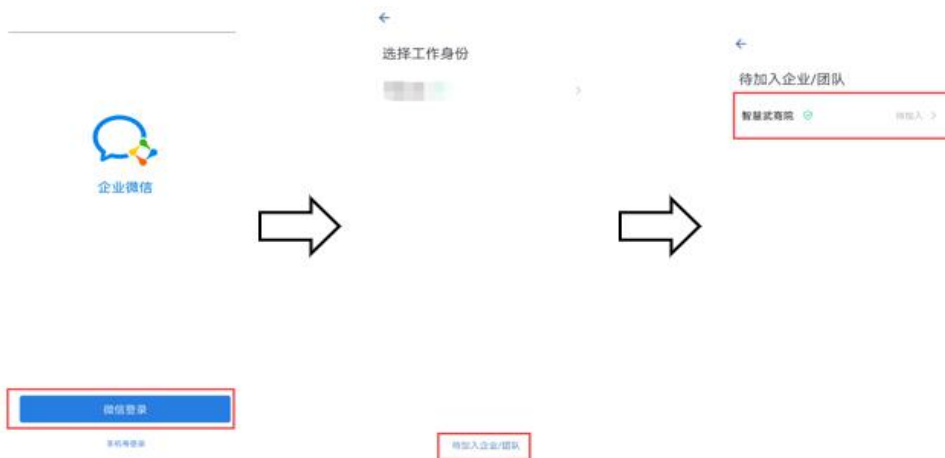 企业微信
微信登录
手机号登录
选择工作身份
待加入企业/团队
待加入企业/团队
智慧武商院
待加入